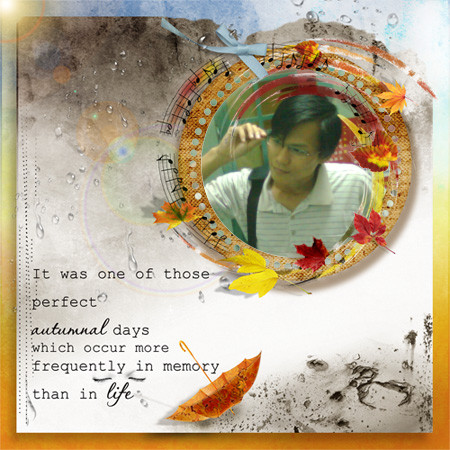 It was one of those
perfect
autumnal days
which occur more
frequently in memory
than in life